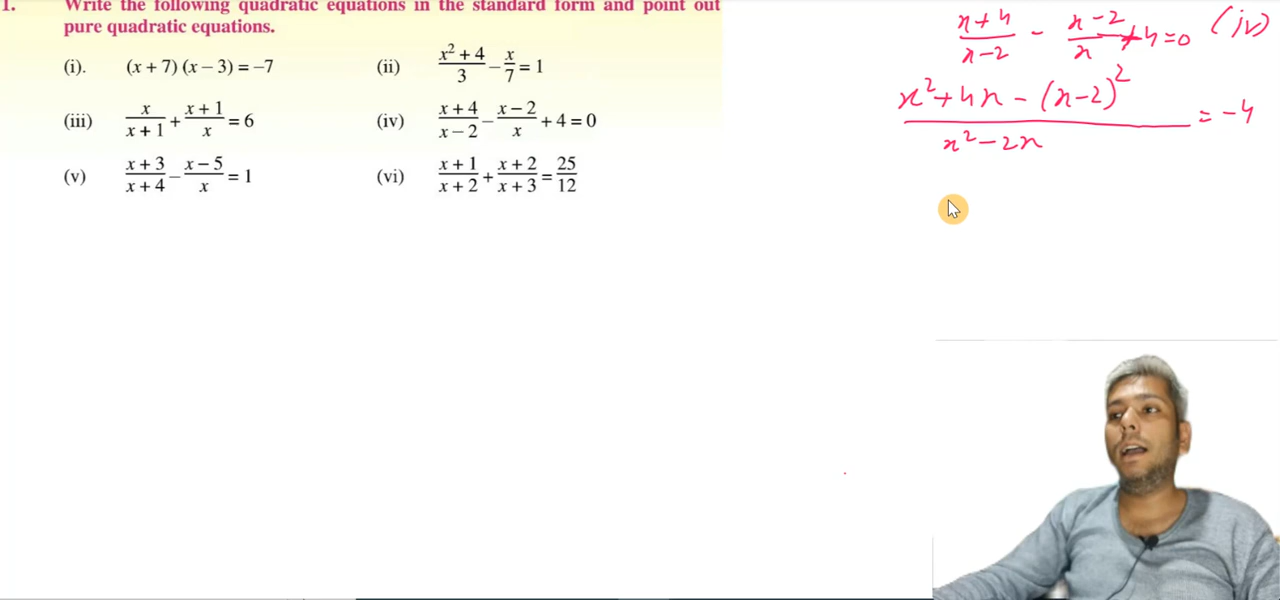 1. Write the following quadratic equations in the standard form and point out
pure quadratic equations.
(i). (x + 7) (x – 3) = –7
(ii) (x² + 4)/3 – x/7 = 1
(iii) x/(x + 1) + (x + 1)/x = 6
(iv) (x + 4)/(x – 2) – (x – 2)/x + 4 = 0
(v) (x + 3)/(x + 4) – (x – 5)/x = 1
(vi) (x + 1)/(x + 2) + (x + 2)/(x + 3) = 25/12
(x+4)/(x-2) - (x-2)/x + 4 = 0 (iv)
(x² + 4x - (x-2)²)/(x² - 2x) = -4